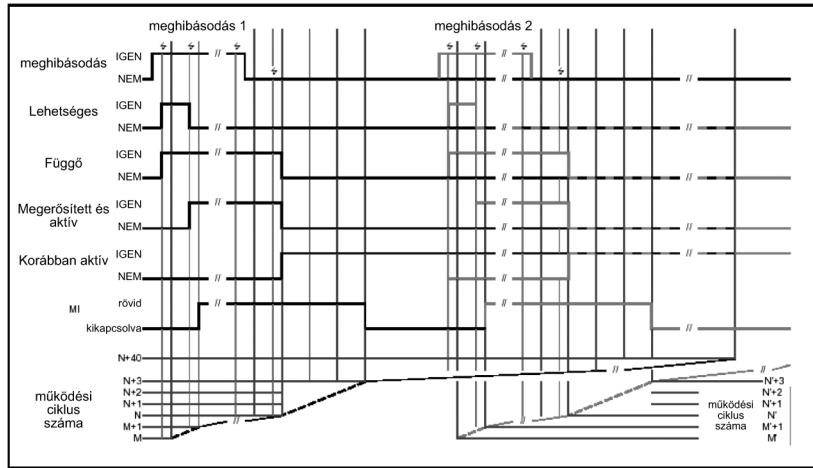 meghibásodás 1
meghibásodás 2
meghibásodás
IGEN
NEM
Lehetséges
IGEN
NEM
Függő
IGEN
NEM
Megerősített és
aktív
IGEN
NEM
Korábban aktív
IGEN
NEM
MI
rövid
kikapcsolva
működési
ciklus
száma
N+40
N+3
N+2
N+1
N
M+1
M
működési
ciklus
száma
N'+3
N'+2
N'+1
N'
M'+1
M'